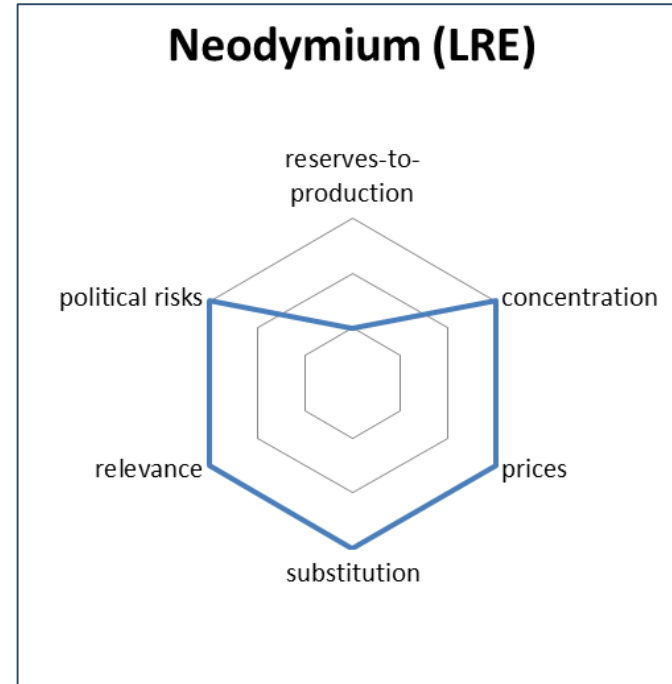 Neodymium (LRE)
reserves-to-
production
political risks
concentration
relevance
prices
substitution